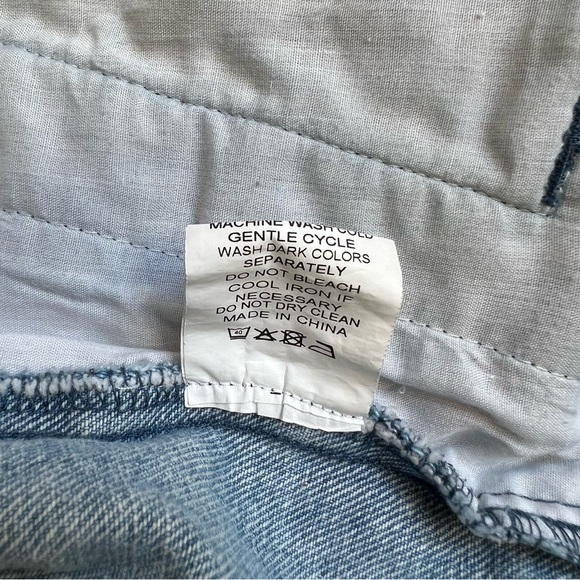 MACHINE WASH COLD
GENTLE CYCLE
WASH DARK COLORS
SEPARATELY
DO NOT BLEACH
COOL IRON IF
NECESSARY
DO NOT DRY CLEAN
MADE IN CHINA
40